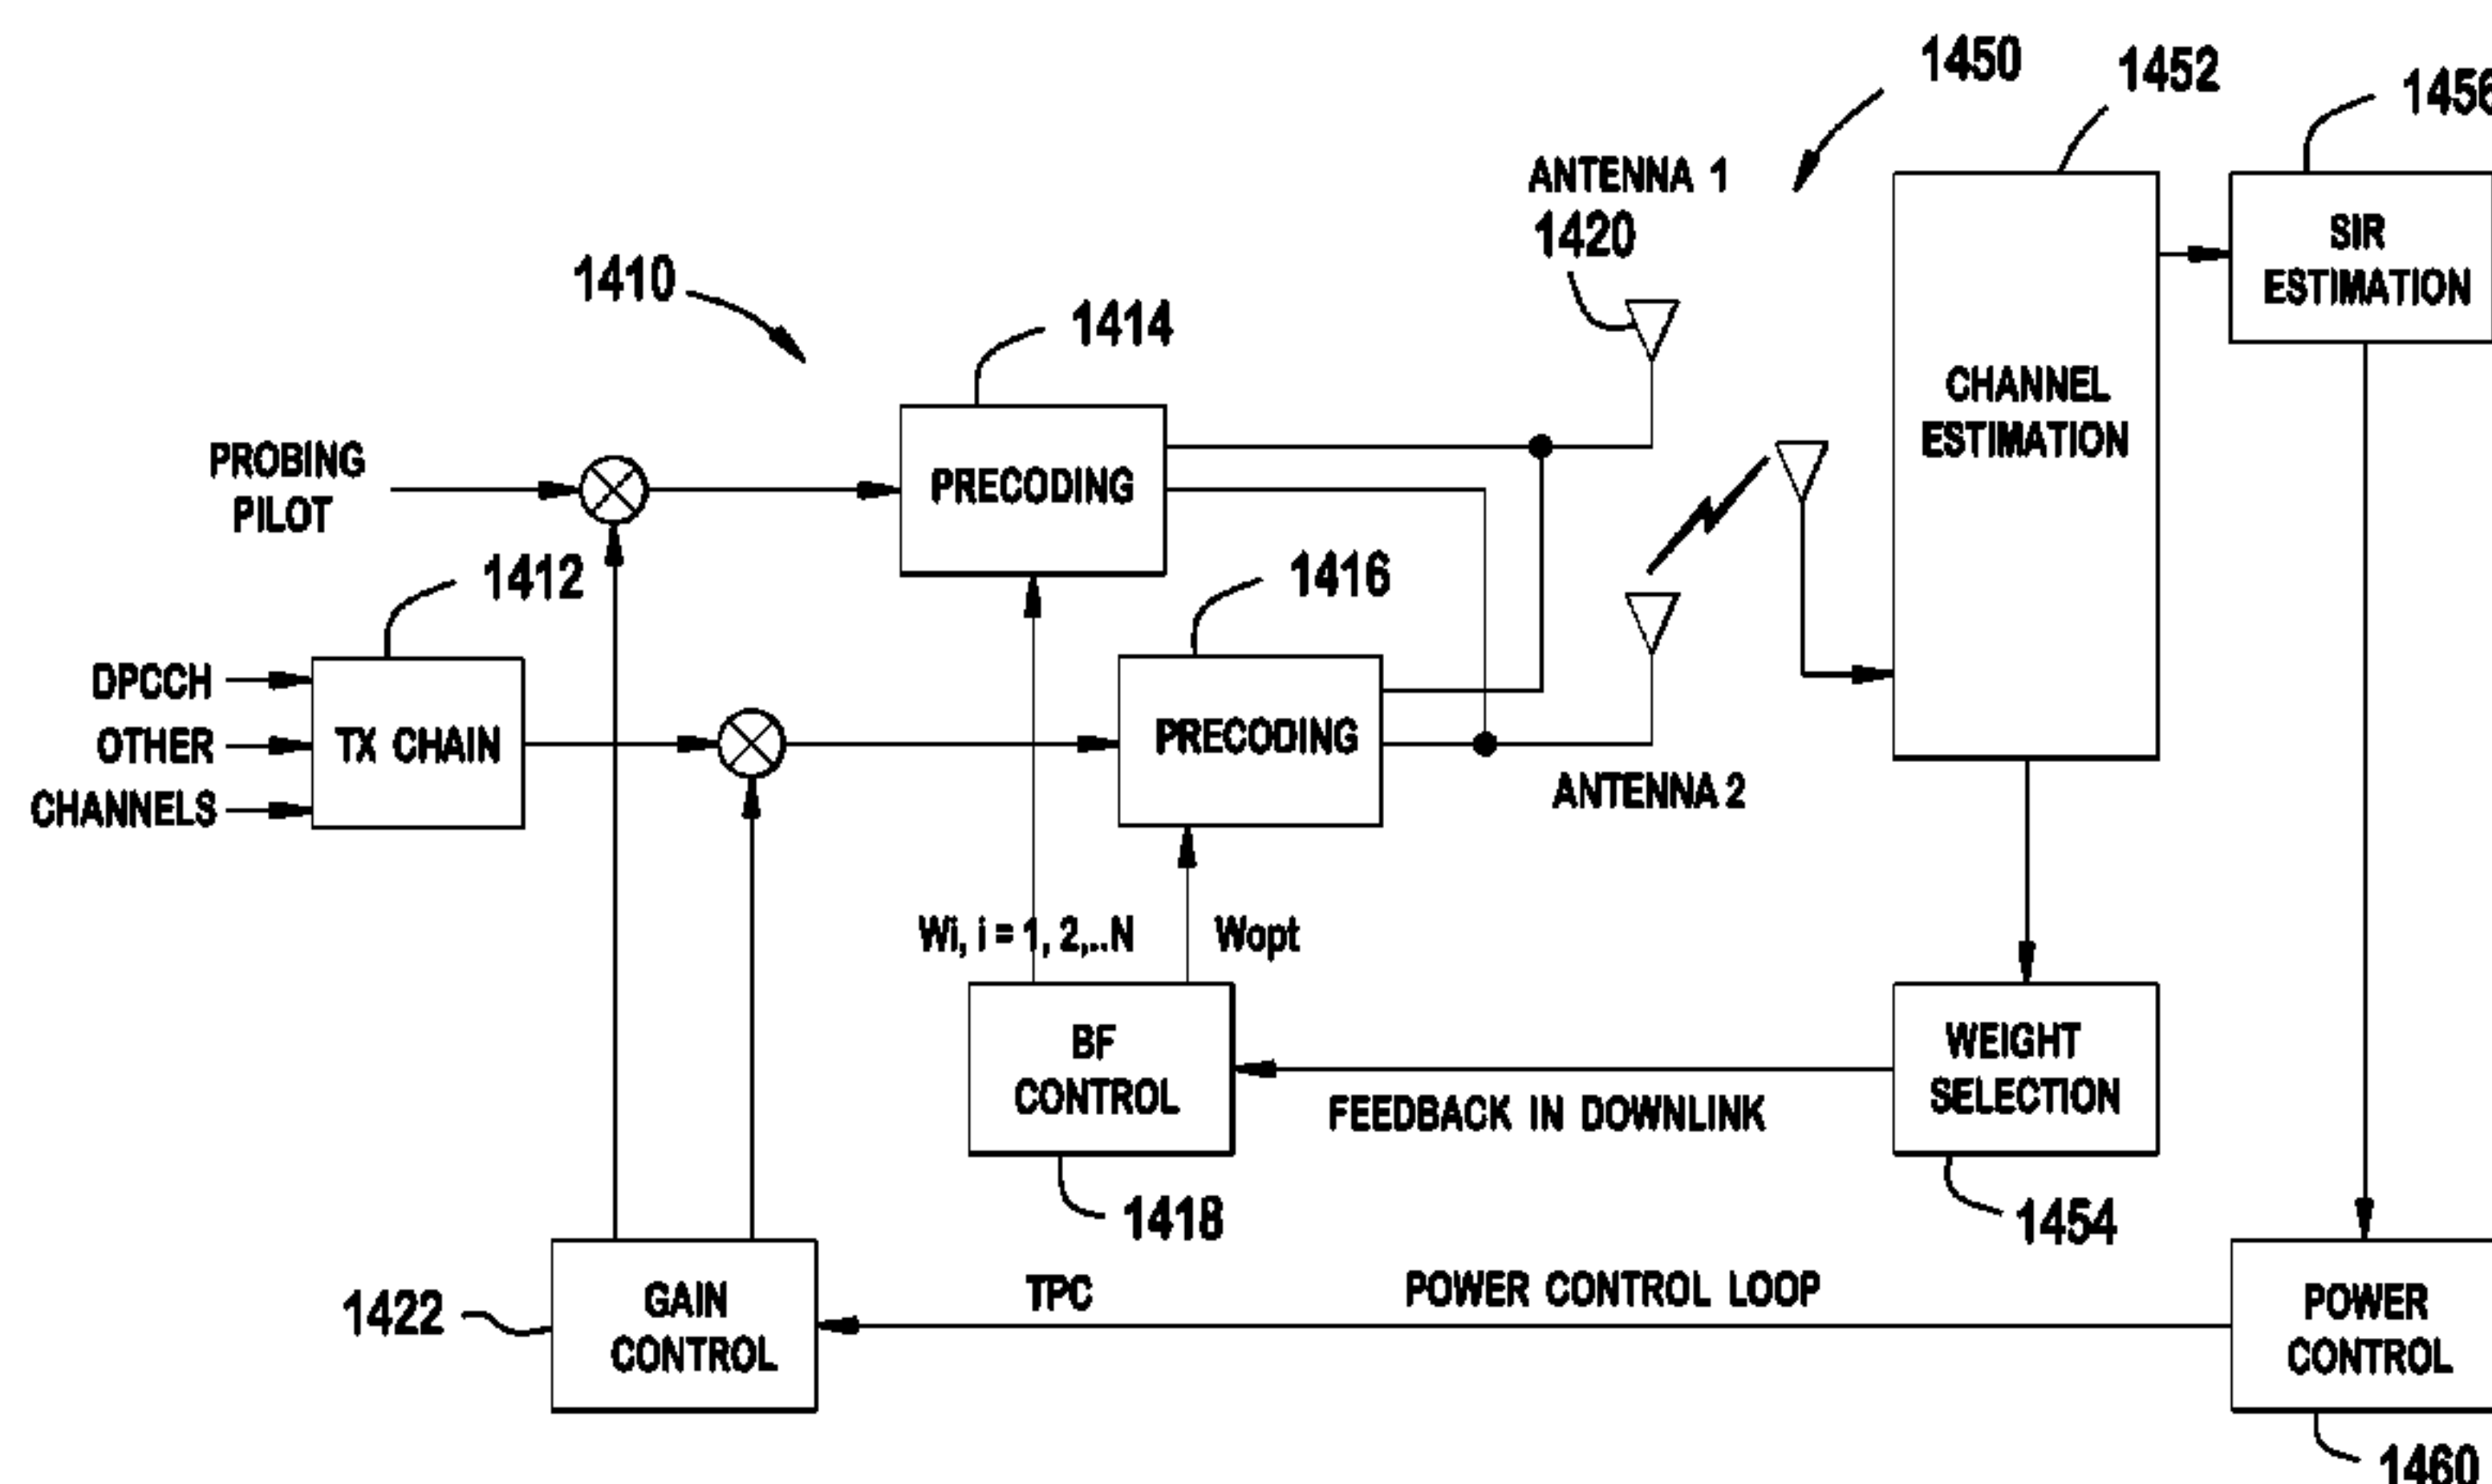 1450
1452
1456
ANTENNA 1
1420
SIR
ESTIMATION
1410
1414
CHANNEL
ESTIMATION
PROBING
PILOT
PRECODING
1412
1416
DPCCH
OTHER
CHANNELS
TX CHAIN
PRECODING
ANTENNA 2
Wi, i = 1, 2,..N
Wopt
BF
CONTROL
WEIGHT
SELECTION
FEEDBACK IN DOWNLINK
1418
1454
1422
GAIN
CONTROL
TPC
POWER CONTROL LOOP
POWER
CONTROL
1460